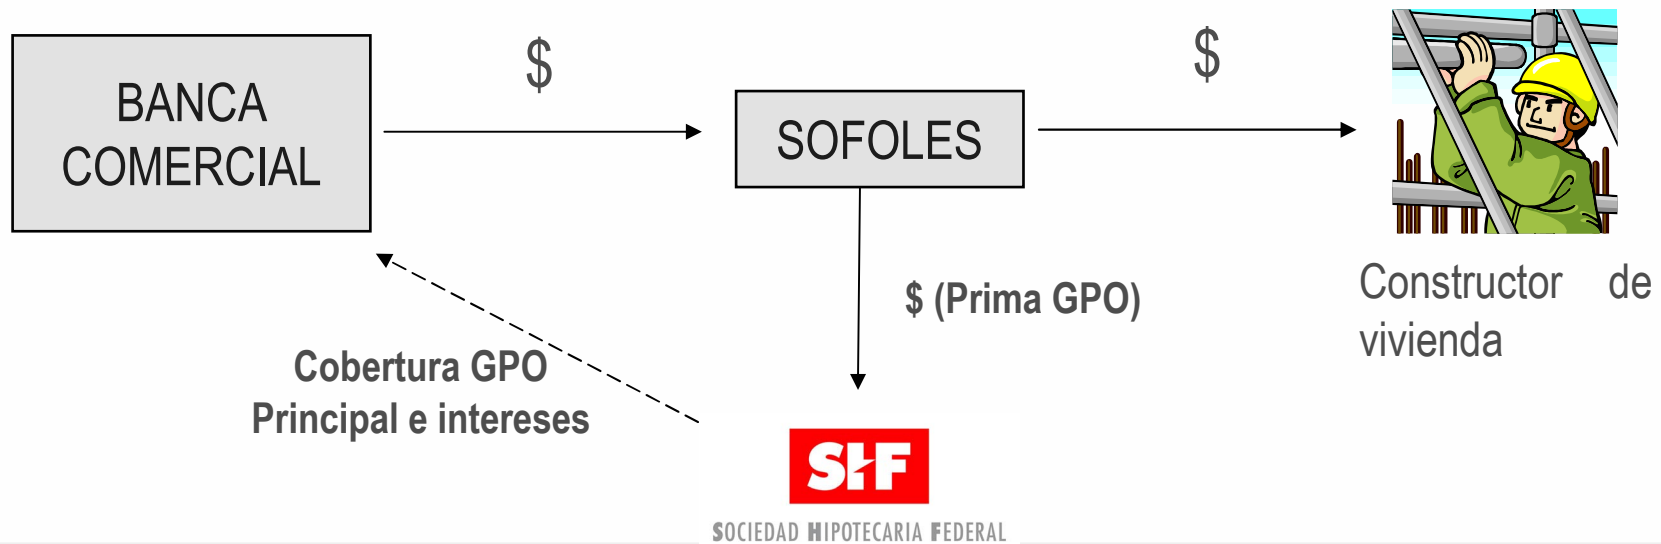 $
$
BANCA
COMERCIAL
SOFOLES
$ (Prima GPO)
Constructor de
vivienda
Cobertura GPO
Principal e intereses
SHF
SOCIEDAD HIPOTECARIA FEDERAL